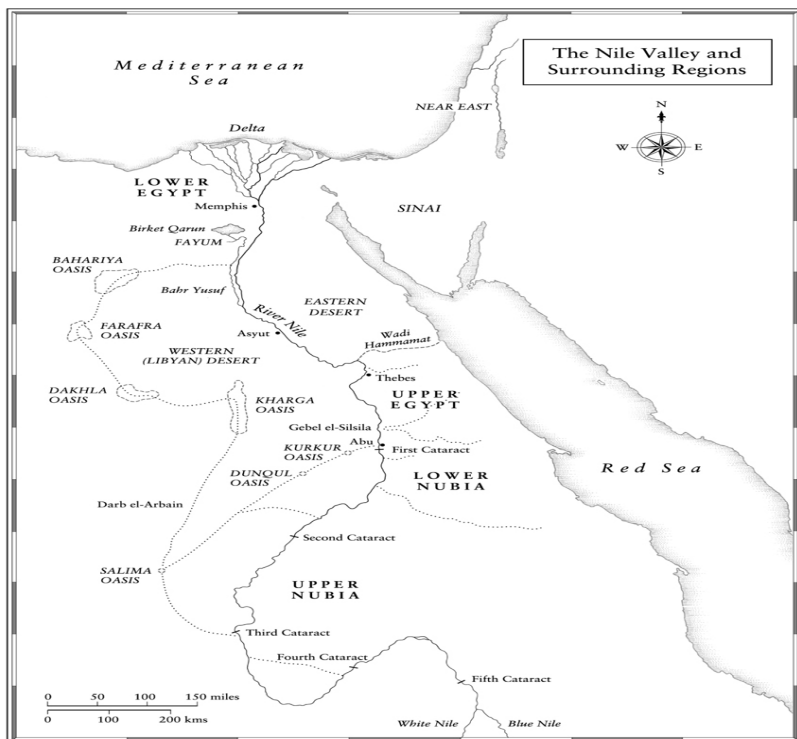 The Nile Valley and
Surrounding Regions
Mediterranean
Sea
NEAR EAST
N
W E
S
Delta
LOWER
EGYPT
Memphis
SINAI
Birket Qarun
FAYUM
BAHARIYA
OASIS
Bahr Yusuf
River Nile
EASTERN
DESERT
FARAFRA
OASIS
Asyut
Wadi
Hammamat
WESTERN
(LIBYAN) DESERT
Thebes
DAKHLA
OASIS
KHARGA
OASIS
UPPER
EGYPT
Gebel el-Silsila
Abu
KURKUR
OASIS
First Cataract
Red Sea
DUNQUL
OASIS
LOWER
NUBIA
Darb el-Arbain
Second Cataract
SALIMA
OASIS
UPPER
NUBIA
Third Cataract
Fourth Cataract
Fifth Cataract
0 50 100 150 miles
0 100 200 kms
White Nile
Blue Nile